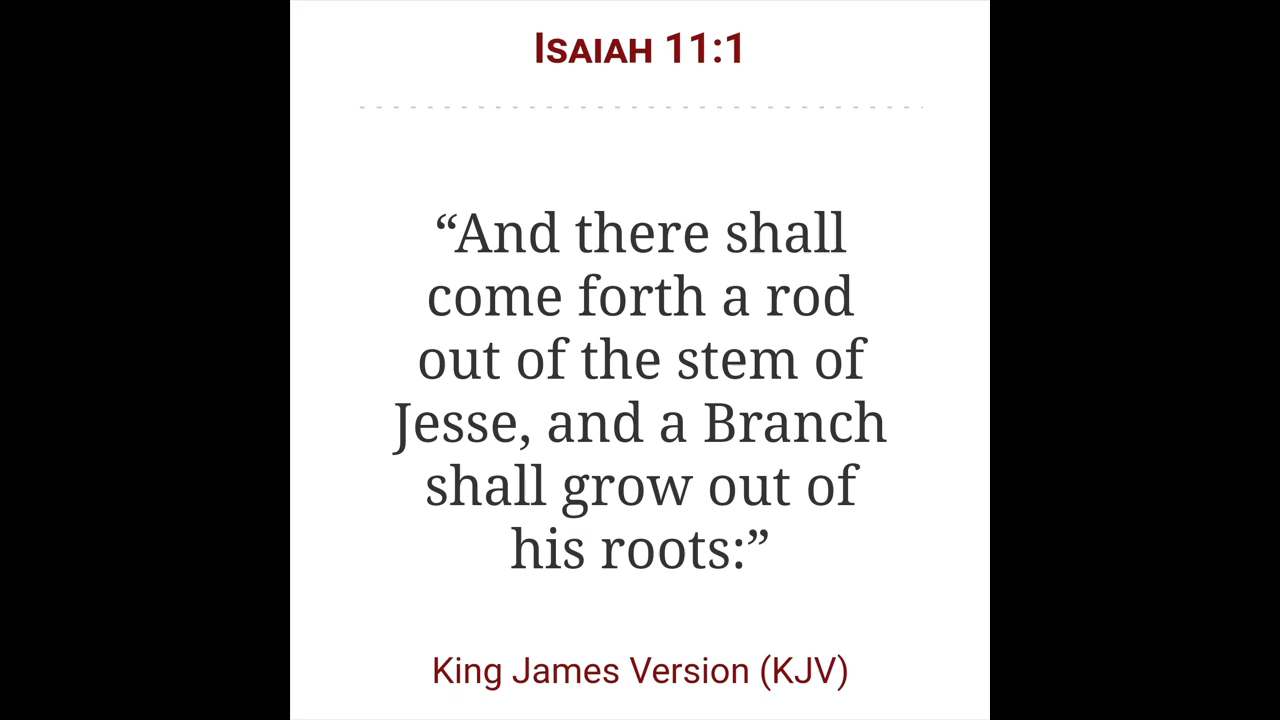 Isaiah 11:1
“And there shall
come forth a rod
out of the stem of
Jesse, and a Branch
shall grow out of
his roots:”
King James Version (KJV)